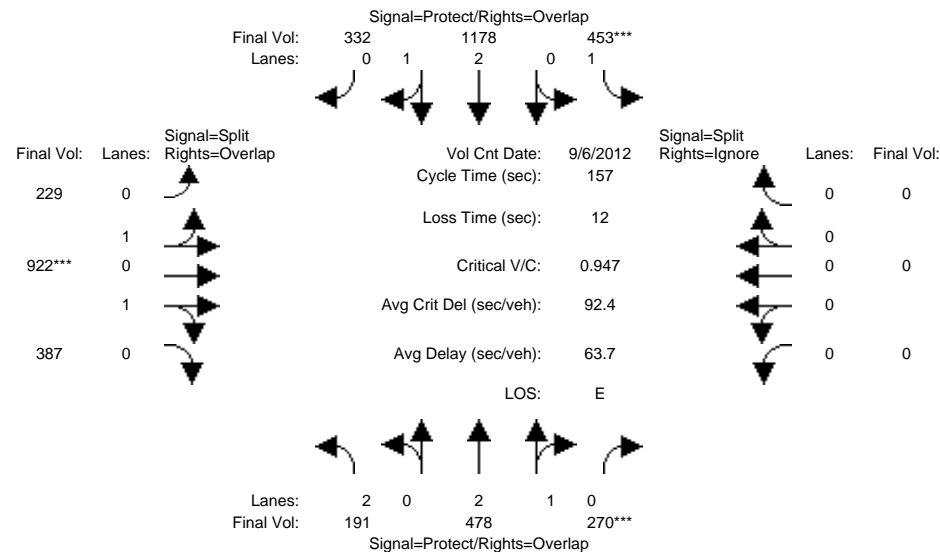 Signal=Protect/Rights=Overlap
Final Vol: 332 1178 453***
Lanes: 0 1 2 0 1
Signal=Split Signal=Split
Final Vol: Lanes: Rights=Overlap Vol Cnt Date: 9/6/2012 Rights=Ignore Lanes: Final Vol:
Cycle Time (sec): 157
229 0 0 0
Loss Time (sec): 12
1 0
922*** 0 Critical V/C: 0.947 0 0
1 Avg Crit Del (sec/veh): 92.4 0
387 0 Avg Delay (sec/veh): 63.7 0 0
LOS: E
Lanes: 2 0 2 1 0
Final Vol: 191 478 270***
Signal=Protect/Rights=Overlap